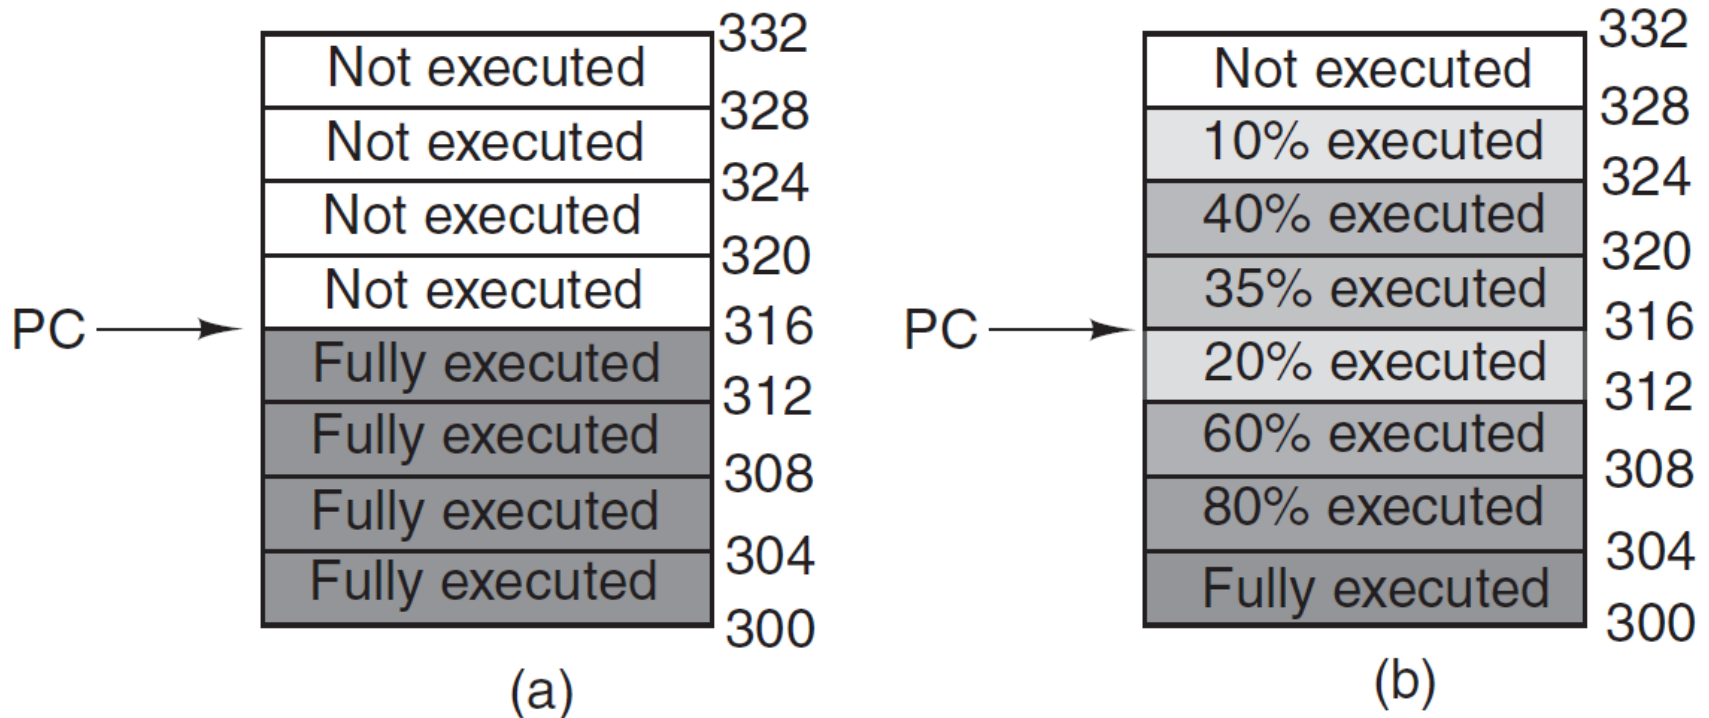 332
Not executed
328
Not executed
324
Not executed
320
Not executed
PC
316
Fully executed
312
Fully executed
308
Fully executed
304
Fully executed
300
(a)
332
Not executed
328
10% executed
324
40% executed
320
35% executed
PC
316
20% executed
312
60% executed
308
80% executed
304
Fully executed
300
(b)